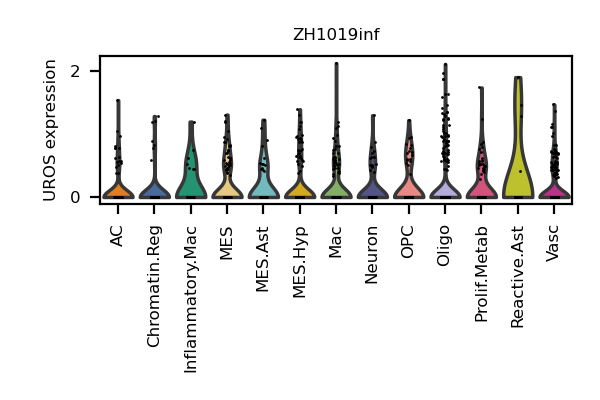 ZH1019inf
UROS expression
2
0
AC
Chromatin.Reg
Inflammatory.Mac
MES
MES.Ast
MES.Hyp
Mac
Neuron
OPC
Oligo
Prolif.Metab
Reactive.Ast
Vasc